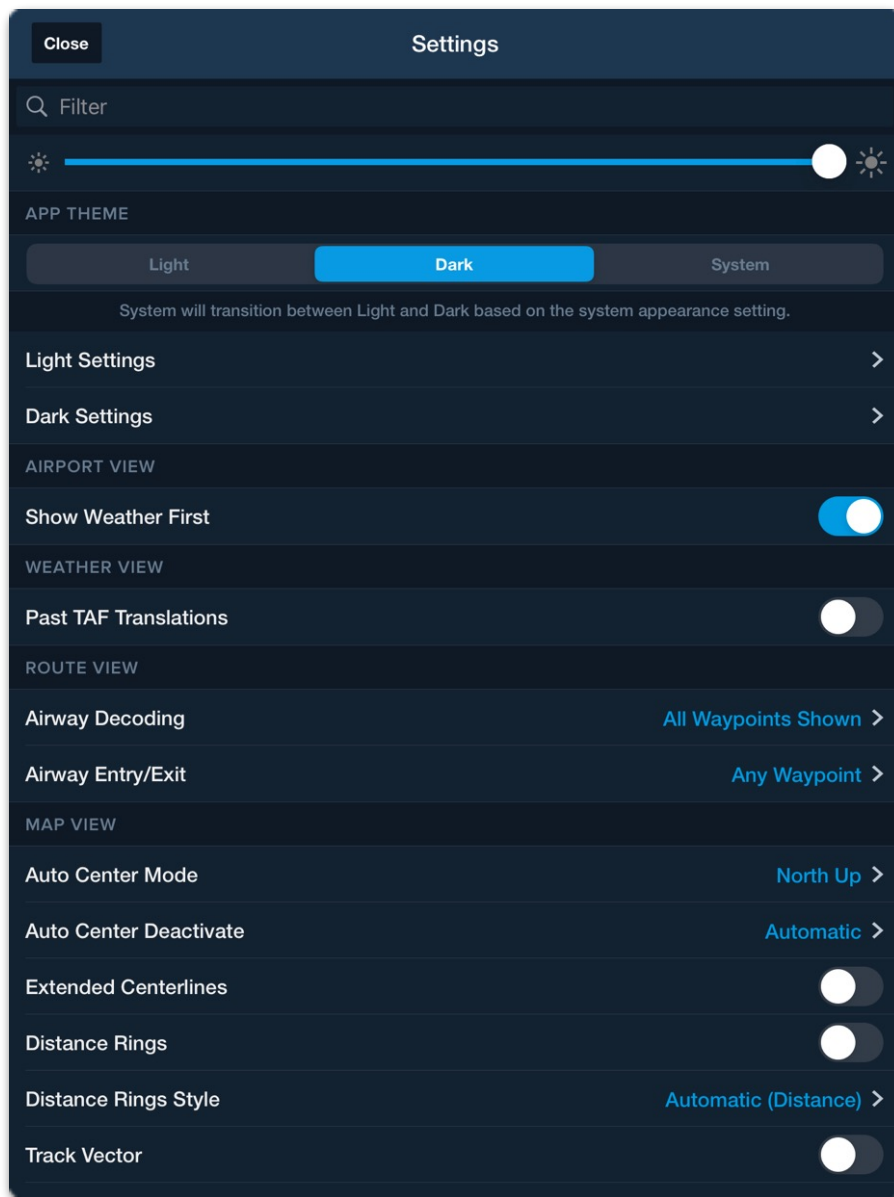 Close
Settings
Filter
APP THEME
Light Dark System
System will transition between Light and Dark based on the system appearance setting.
Light Settings
Dark Settings
AIRPORT VIEW
Show Weather First
WEATHER VIEW
Past TAF Translations
ROUTE VIEW
Airway Decoding All Waypoints Shown
Airway Entry/Exit Any Waypoint
MAP VIEW
Auto Center Mode North Up
Auto Center Deactivate Automatic
Extended Centerlines
Distance Rings
Distance Rings Style Automatic (Distance)
Track Vector